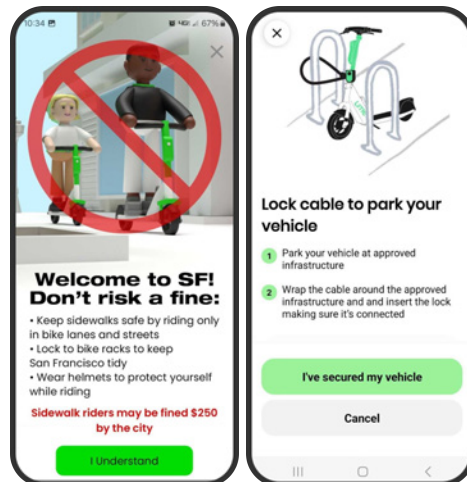 10:34
67%
Welcome to SF!
Don't risk a fine:
• Keep sidewalks safe by riding only
in bike lanes and streets
• Lock to bike racks to keep
San Francisco tidy
• Wear helmets to protect yourself
while riding
Sidewalk riders may be fined $250
by the city
I Understand
Lock cable to park your
vehicle
1 Park your vehicle at approved
infrastructure
2 Wrap the cable around the approved
infrastructure and and insert the lock
making sure it's connected
I've secured my vehicle
Cancel